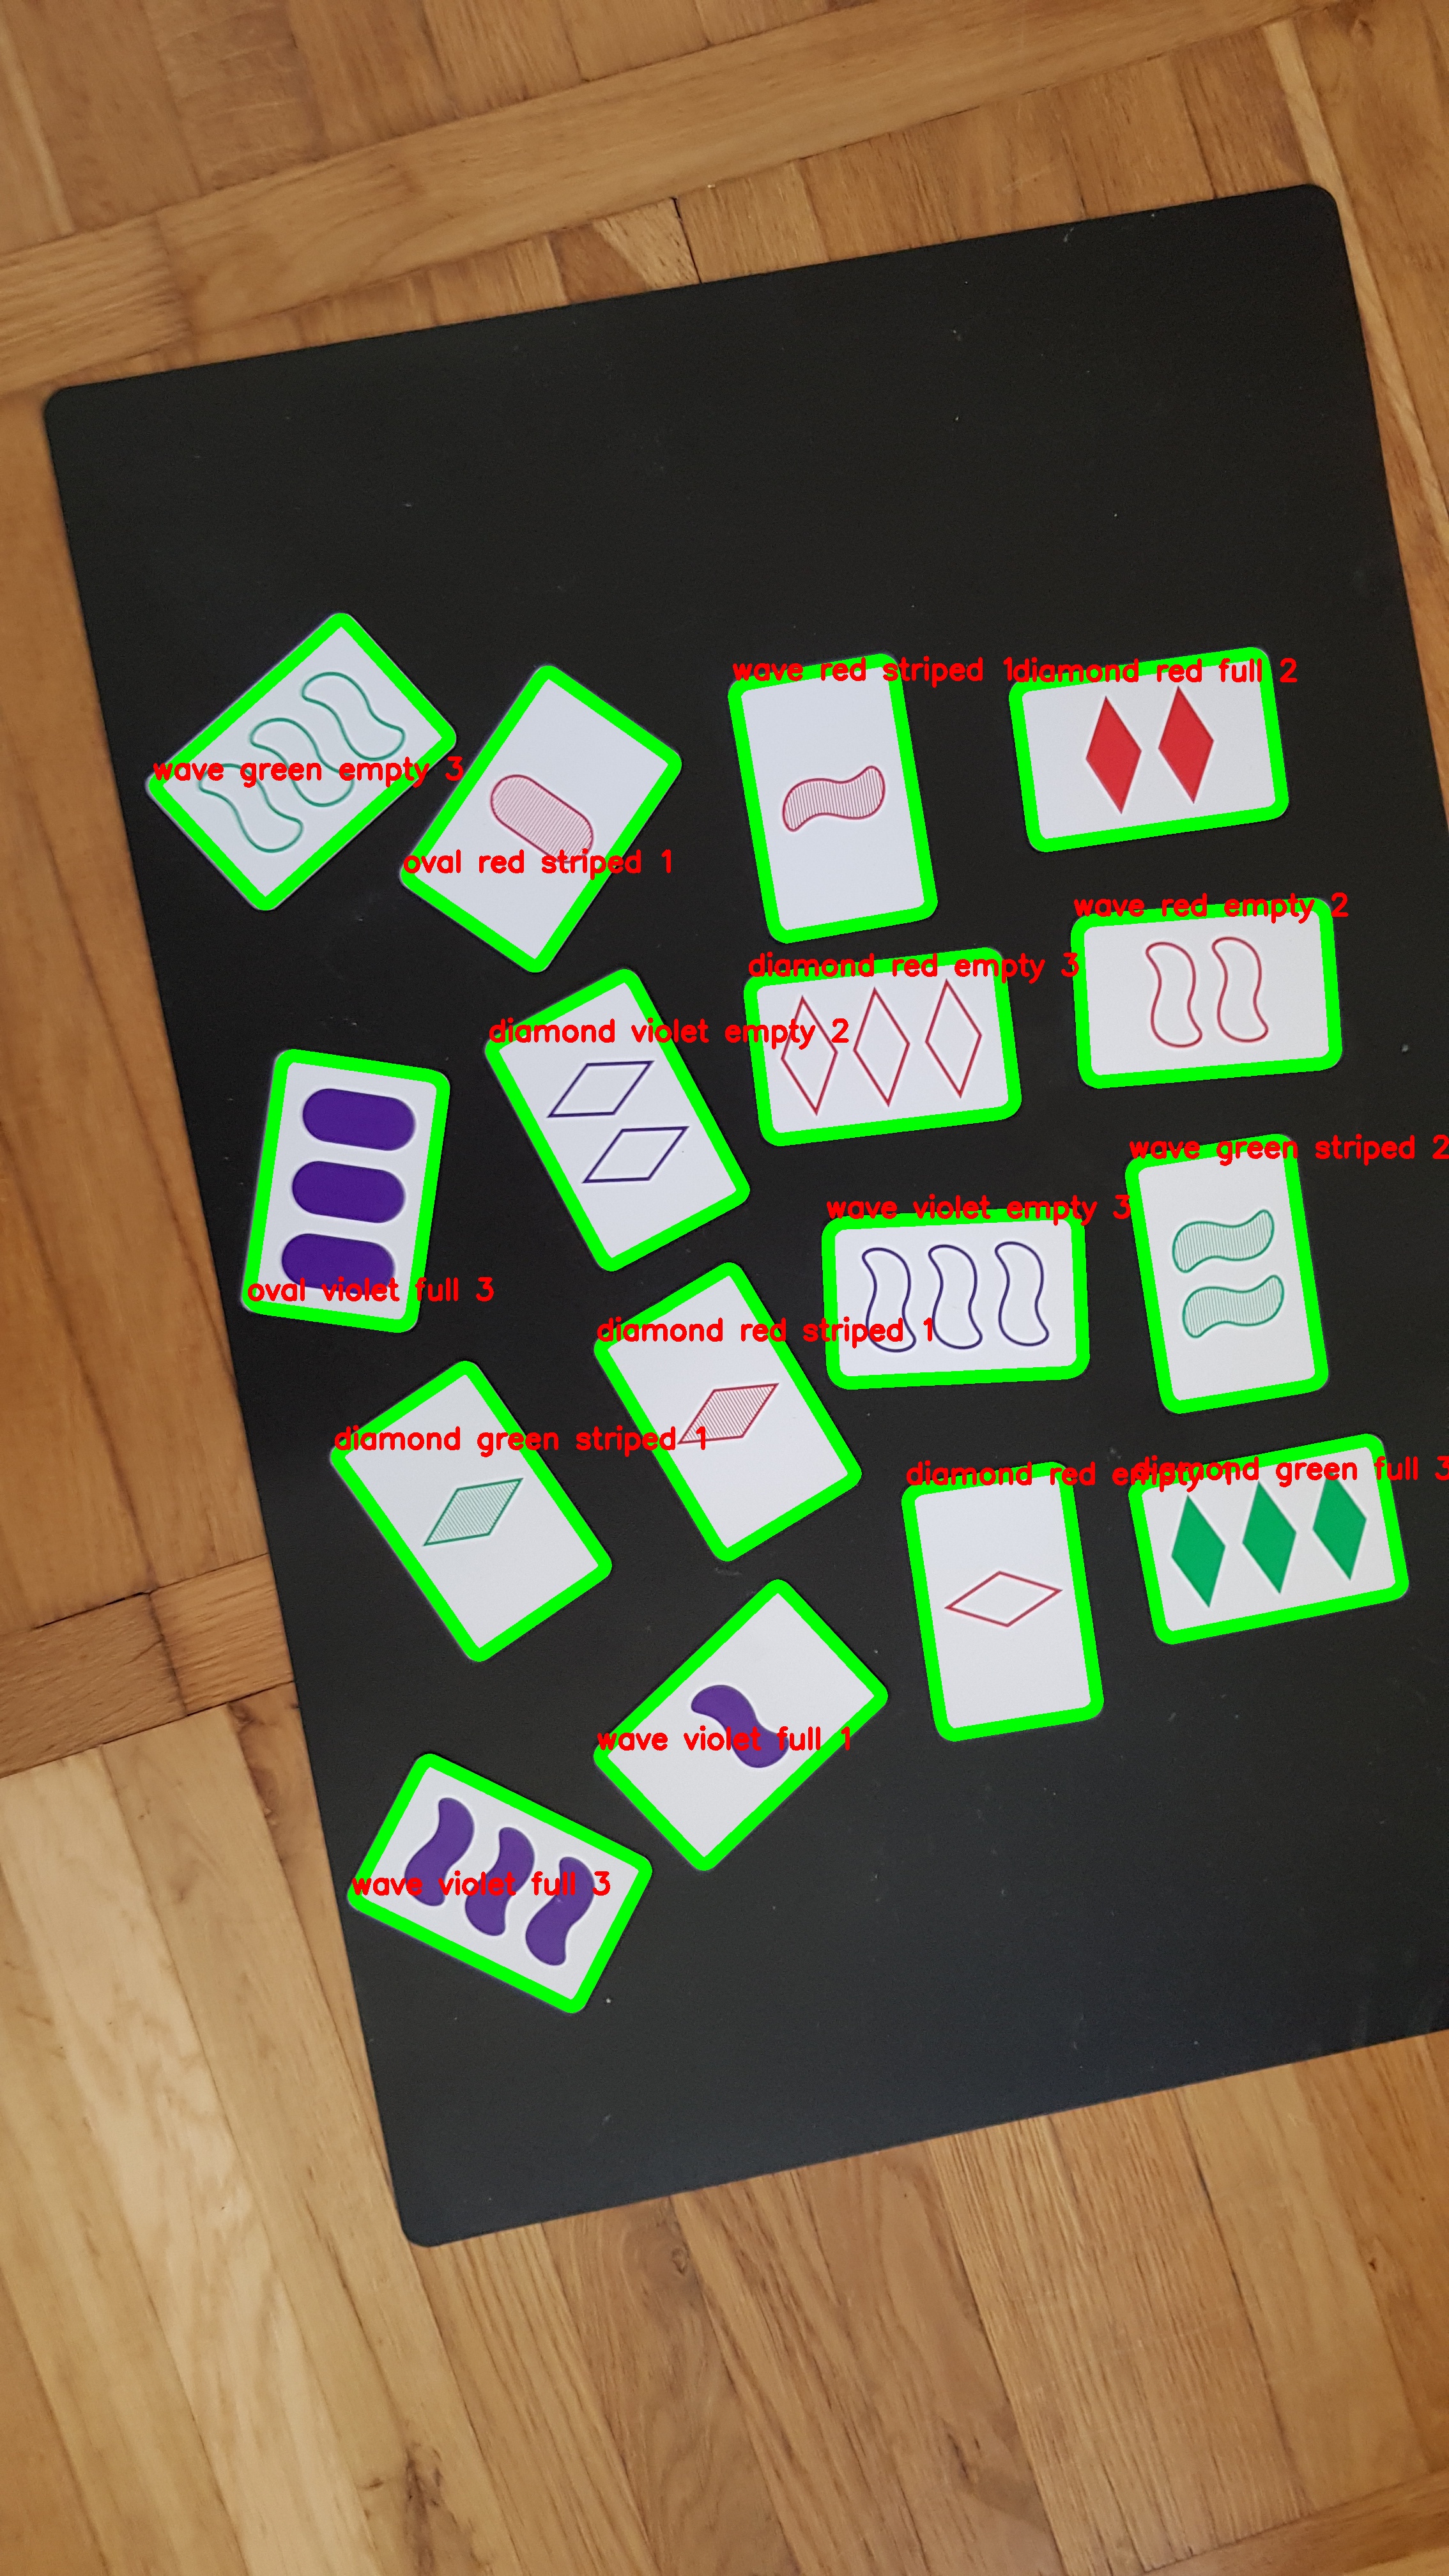 wave red striped 1
diamond red full 2
wave green empty 3
oval red striped 1
wave red empty 2
diamond red empty 3
diamond violet empty 2
wave green striped 2
wave violet empty 3
oval violet full 3
diamond red striped 1
diamond green striped 1
diamond red empty 1
diamond green full 3
wave violet full 1
wave violet full 3